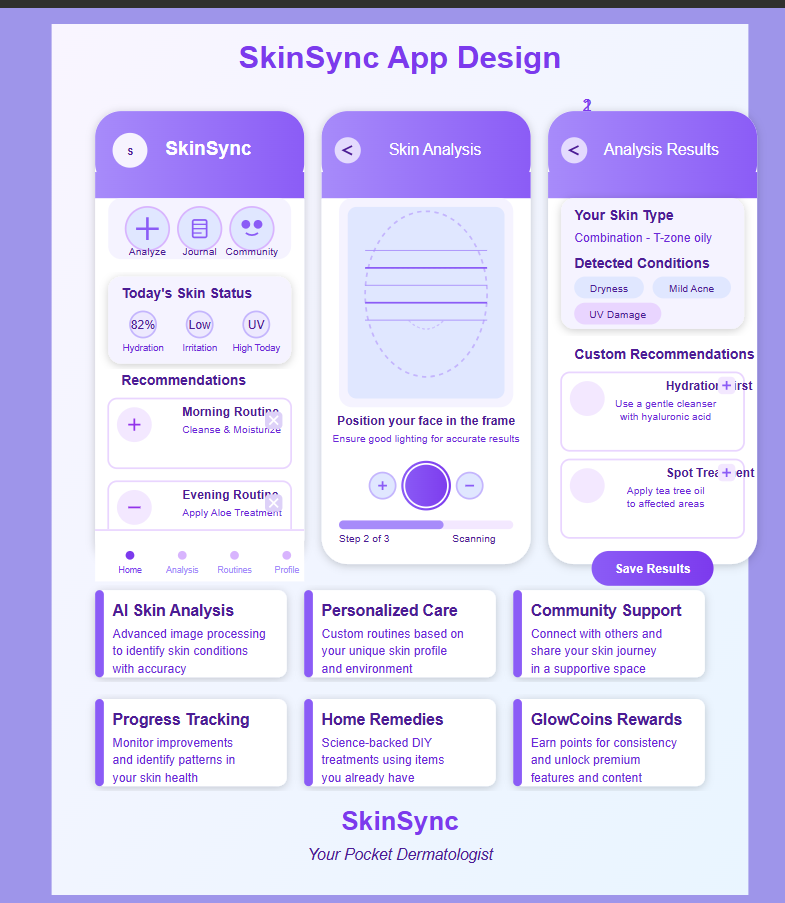 SkinSync App Design
s
SkinSync
Analyze
Journal
Community
Today's Skin Status
82%
Low
UV
Hydration
Irritation
High Today
Recommendations
Morning Routine
Cleanse & Moisturize
Evening Routine
Apply Aloe Treatment
Home
Analysis
Routines
Profile
<
Skin Analysis
Position your face in the frame
Ensure good lighting for accurate results
+
−
Step 2 of 3
Scanning
<
Analysis Results
Your Skin Type
Combination - T-zone oily
Detected Conditions
Dryness
Mild Acne
UV Damage
Custom Recommendations
Hydration First
Use a gentle cleanser
with hyaluronic acid
Spot Treatment
Apply tea tree oil
to affected areas
Save Results
AI Skin Analysis
Advanced image processing
to identify skin conditions
with accuracy
Personalized Care
Custom routines based on
your unique skin profile
and environment
Community Support
Connect with others and
share your skin journey
in a supportive space
Progress Tracking
Monitor improvements
and identify patterns in
your skin health
Home Remedies
Science-backed DIY
treatments using items
you already have
GlowCoins Rewards
Earn points for consistency
and unlock premium
features and content
SkinSync
Your Pocket Dermatologist